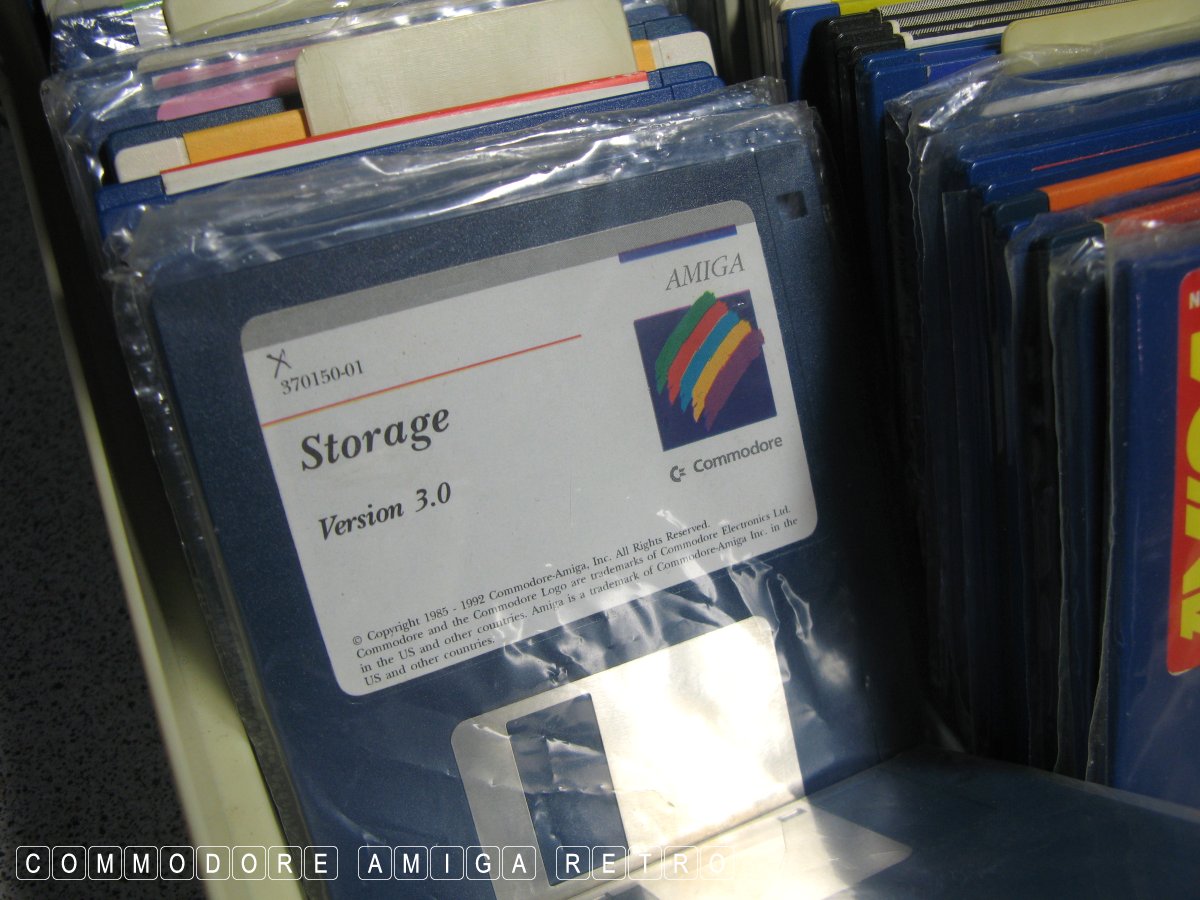 AMIGA
370150-01
Storage
Version 3.0
Commodore
© Copyright 1985 - 1992 Commodore-Amiga, Inc. All Rights Reserved.
Commodore and the Commodore Logo are trademarks of Commodore Electronics Ltd.
in the US and other countries. Amiga is a trademark of Commodore-Amiga Inc. in the
US and other countries.
COMMODORE AMIGA RETRO